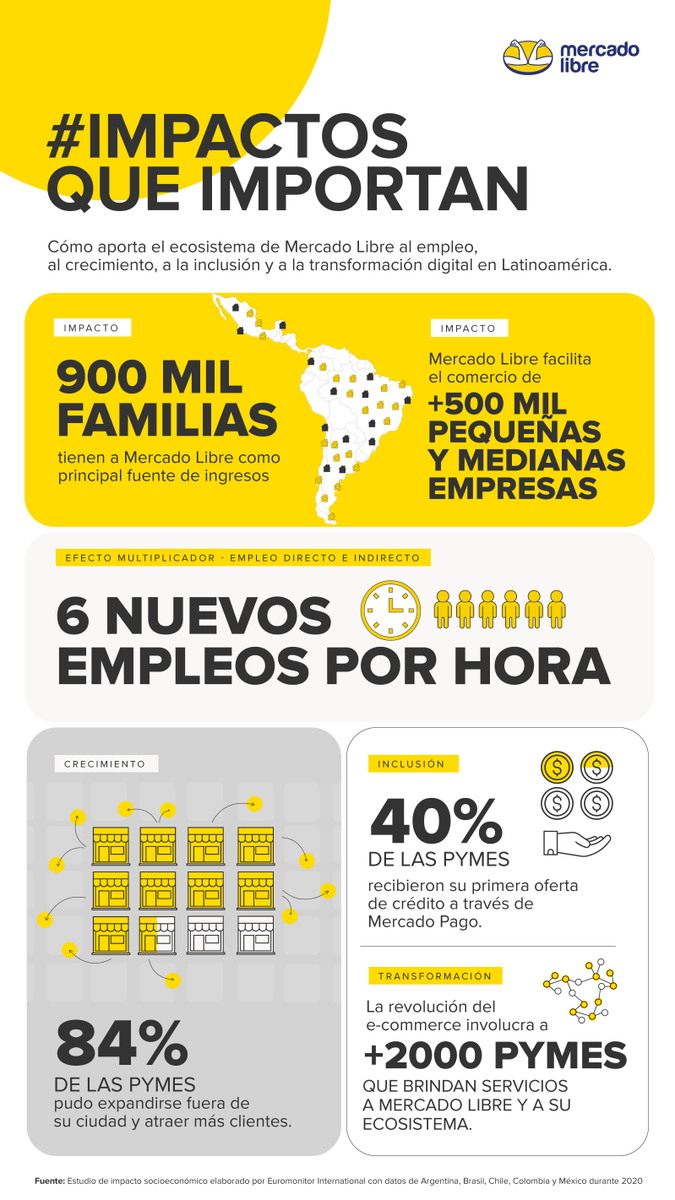 mercado
libre
#IMPACTOS
QUE IMPORTAN
Cómo aporta el ecosistema de Mercado Libre al empleo,
al crecimiento, a la inclusión y a la transformación digital en Latinoamérica.
IMPACTO
900 MIL
FAMILIAS
tienen a Mercado Libre como
principal fuente de ingresos
IMPACTO
Mercado Libre facilita
el comercio de
+500 MIL
PEQUEÑAS
Y MEDIANAS
EMPRESAS
EFECTO MULTIPLICADOR - EMPLEO DIRECTO E INDIRECTO
6 NUEVOS
EMPLEOS POR HORA
CRECIMIENTO
84%
DE LAS PYMES
pudo expandirse fuera de
su ciudad y atraer más clientes.
INCLUSIÓN
$ $
$ $
40%
DE LAS PYMES
recibieron su primera oferta
de crédito a través de
Mercado Pago.
TRANSFORMACIÓN
La revolución del
e-commerce involucra a
+2000 PYMES
QUE BRINDAN SERVICIOS
A MERCADO LIBRE Y A SU
ECOSISTEMA.
Fuente: Estudio de impacto socioeconómico elaborado por Euromonitor International con datos de Argentina, Brasil, Chile, Colombia y México durante 2020